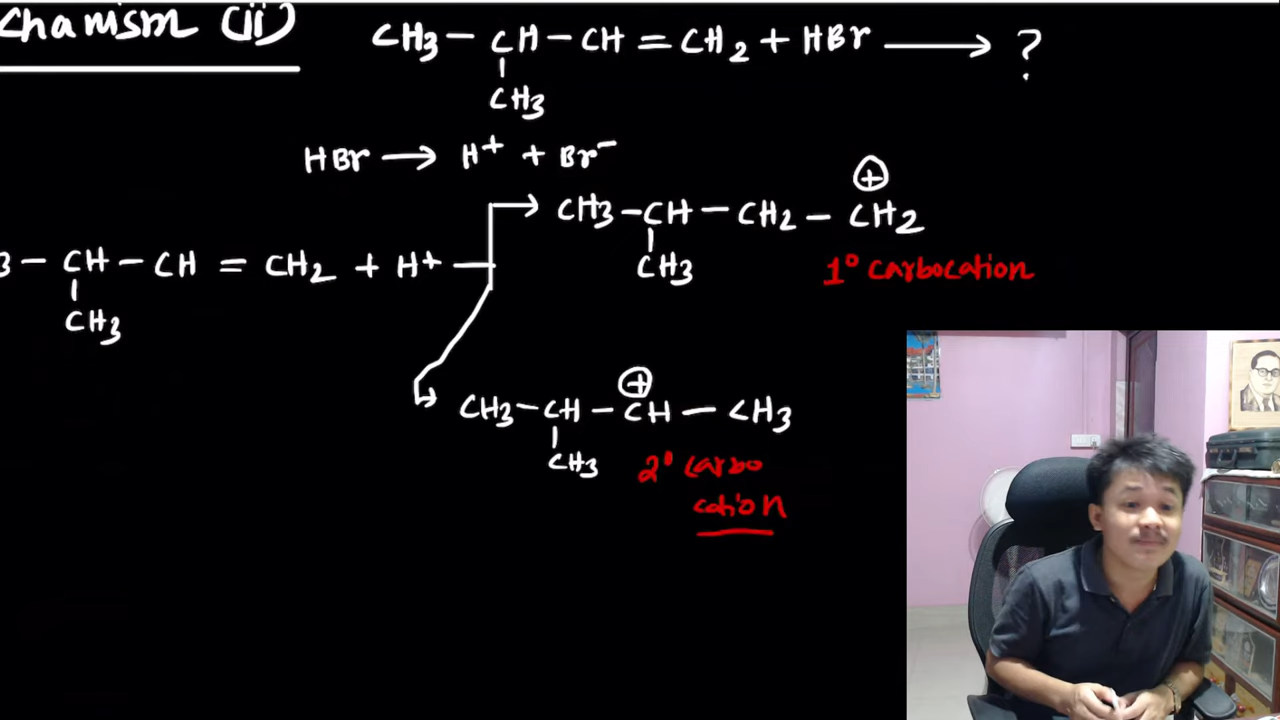 chanism (ii)
CH3 — CH — CH = CH2 + HBr ⟶ ?
|
CH3
HBr ⟶ H+ + Br−
CH3 — CH — CH2 — CH2
⊕
|
CH3
1° carbocation
3 — CH — CH = CH2 + H+
|
CH3
CH3 — CH — CH — CH3
⊕
|
CH3
2° carbo
cation